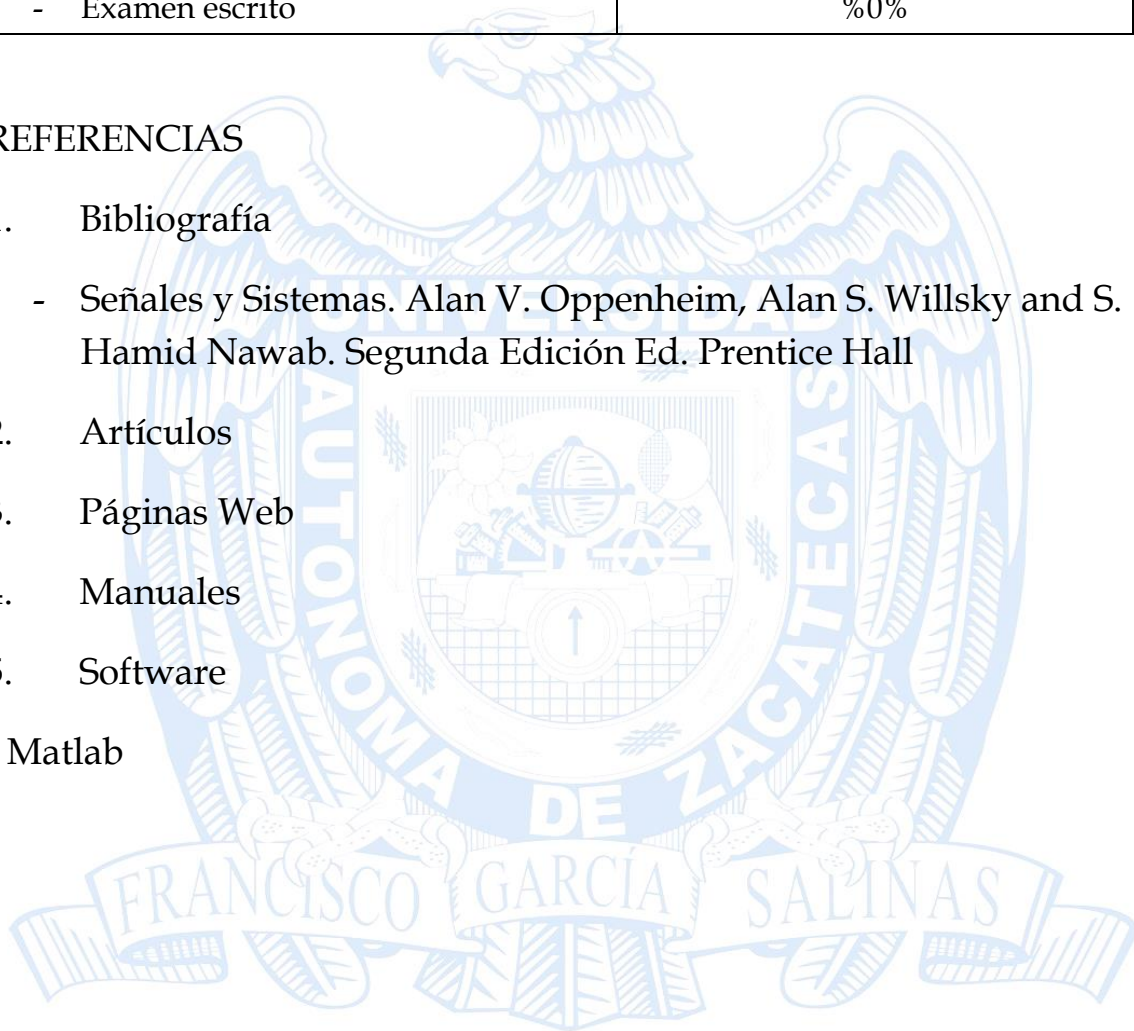 - Examen escrito %0%
REFERENCIAS
. Bibliografía
- Señales y Sistemas. Alan V. Oppenheim, Alan S. Willsky and S.
Hamid Nawab. Segunda Edición Ed. Prentice Hall
. Artículos
. Páginas Web
. Manuales
. Software
Matlab
UNIVERSIDAD
AUTONOMA DE ZACATECAS
FRANCISCO GARCÍA SALINAS